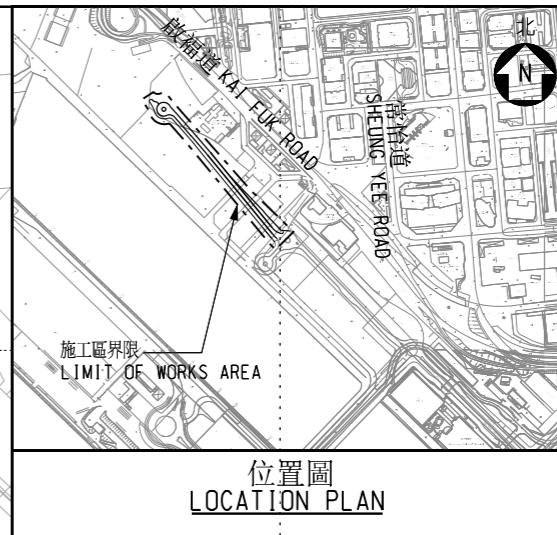 北
N
啟福道 KAI FUK ROAD
常怡道
SHEUNG YEE ROAD
施工區界限
LIMIT OF WORKS AREA
位置圖
LOCATION PLAN